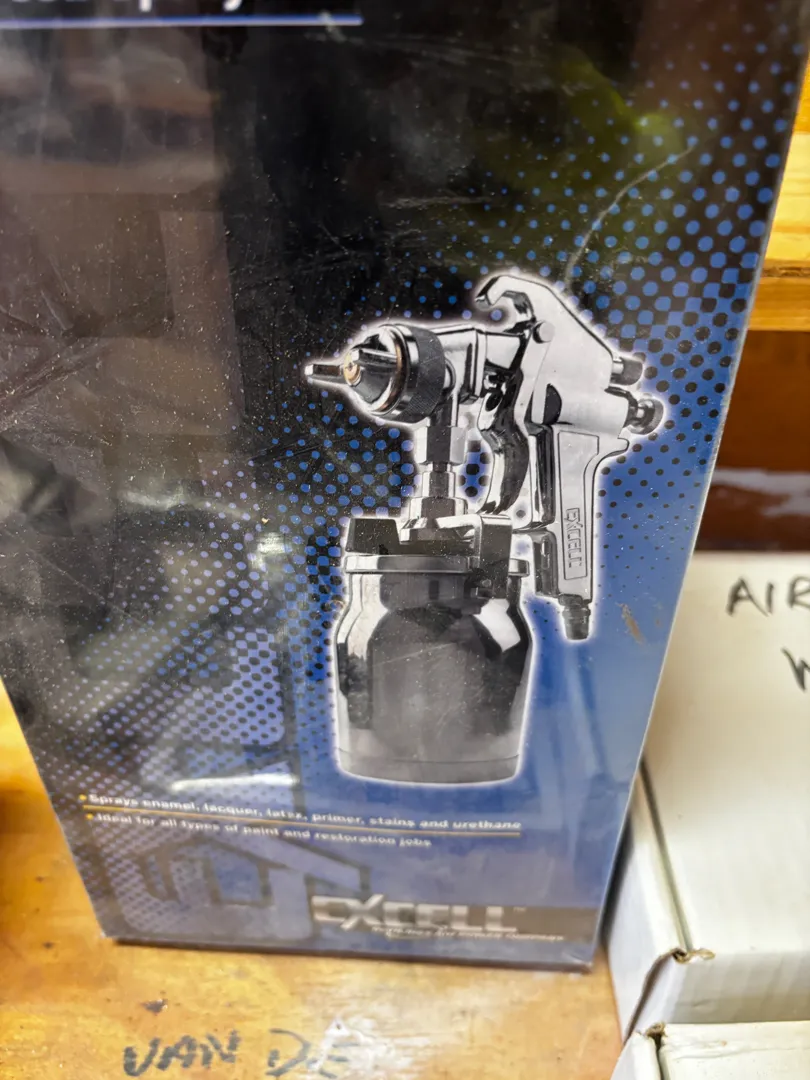 EXCELL
AIR
W
• Sprays enamel, lacquer, latex, primer, stains and urethane
• Ideal for all types of paint and restoration jobs
EXCELL™
VAN DE